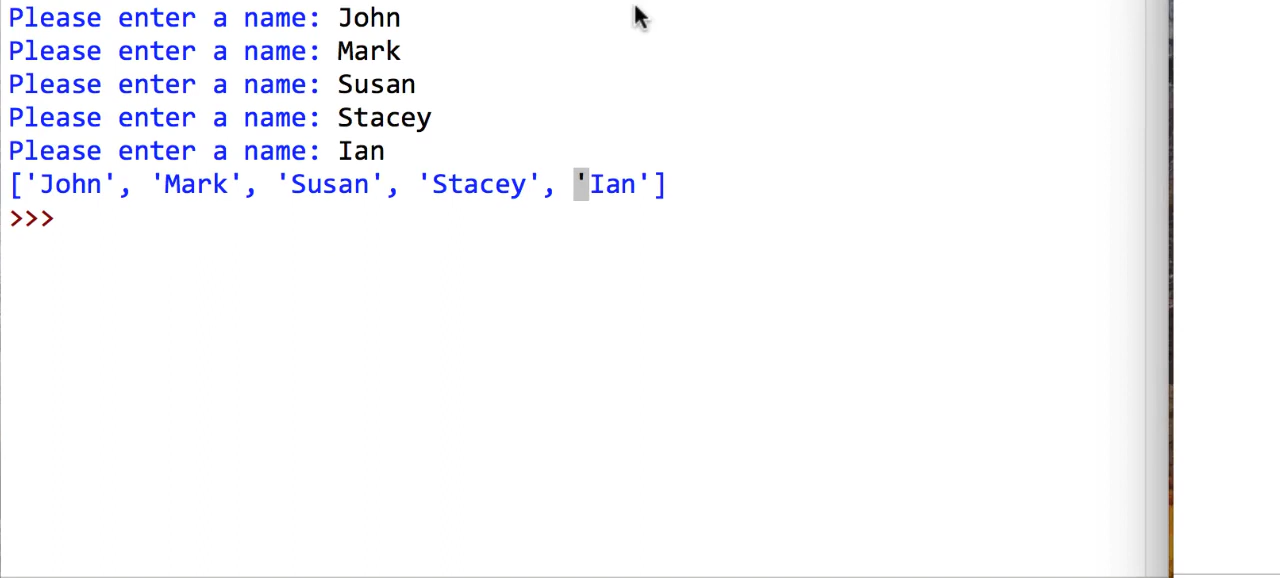 Please enter a name: John
Please enter a name: Mark
Please enter a name: Susan
Please enter a name: Stacey
Please enter a name: Ian
['John', 'Mark', 'Susan', 'Stacey', 'Ian']
>>>